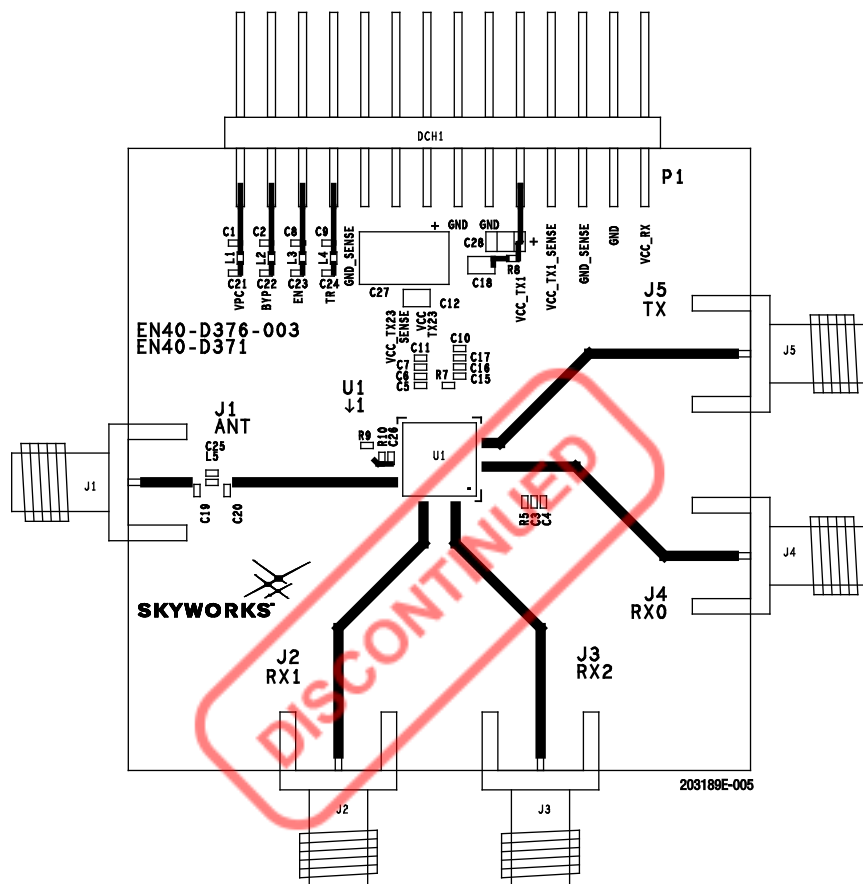 DCH1
P1
C1
C2
C8
C9
L1
L2
L3
L4
C21
C22
C23
C24
VPC
BYP
EN
TR
GND_SENSE
+ GND
GND
C28
+
C18
R8
VCC_TX1
VCC_TX1_SENSE
GND_SENSE
GND
VCC_RX
C27
C12
VCC_TX23
SENSE
VCC
TX23
J5
TX
EN40-D376-003
EN40-D371
C11
C10
C7
C17
C6
C16
C5
C15
R7
J5
U1
↓1
J1
ANT
R9
R10
C26
U1
C25
L5
J1
C19
C20
R5
C3
C4
J4
J4
RX0
SKYWORKS
J2
RX1
J3
RX2
DISCONTINUED
203189E-005
J2
J3